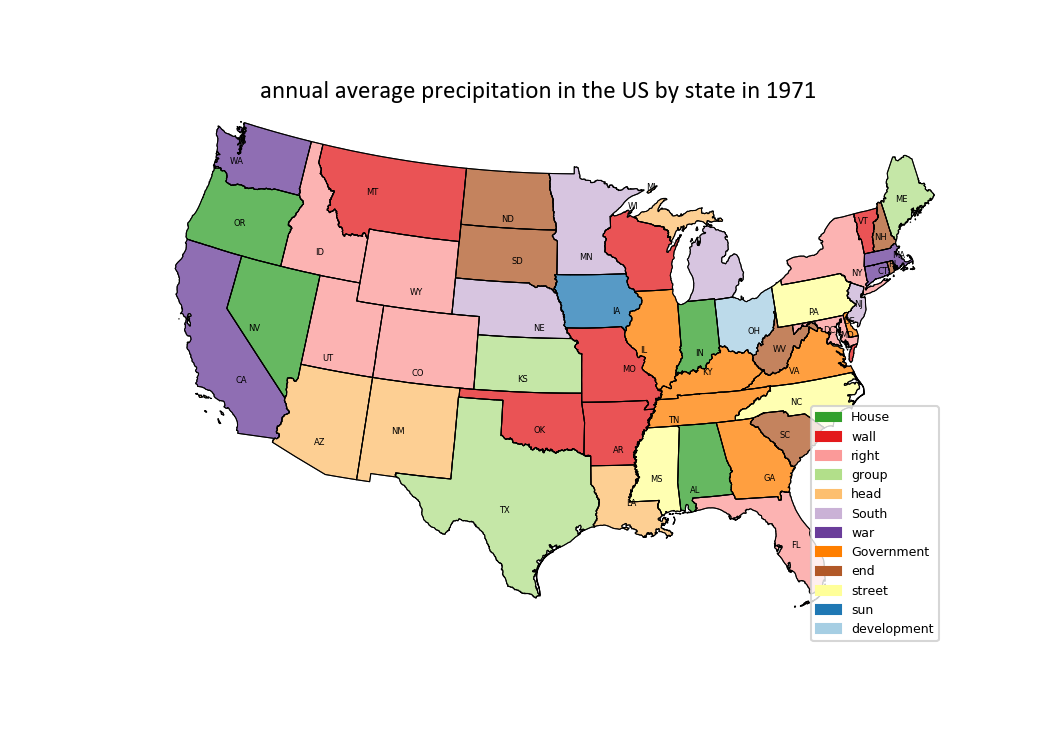 annual average precipitation in the US by state in 1971
WA
MT
ND
MI
ME
OR
ID
SD
MN
WI
VT
NH
MA
NY
CT
WY
NV
UT
CO
NE
IA
IL
IN
OH
PA
NJ
CA
KS
MO
KY
WV
VA
DC
MD
AZ
NM
OK
AR
TN
NC
SC
TX
LA
MS
AL
GA
FL
House
wall
right
group
head
South
war
Government
end
street
sun
development